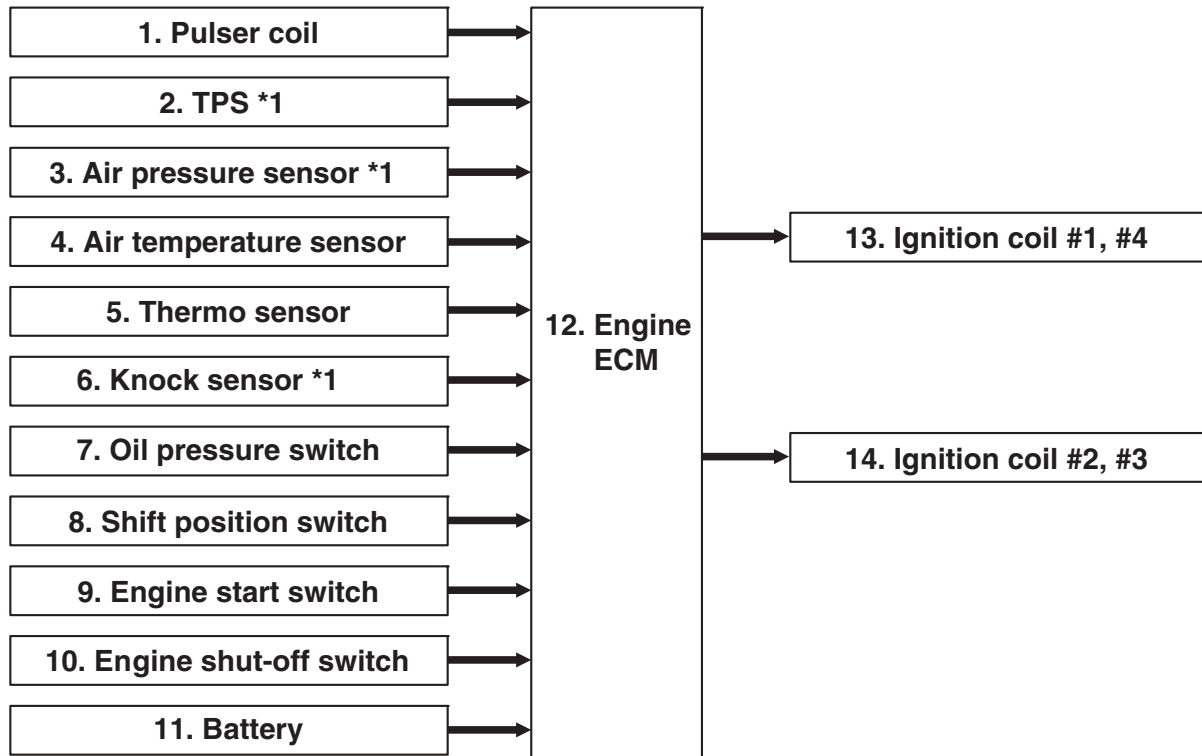 1. Pulser coil
2. TPS *1
3. Air pressure sensor *1
4. Air temperature sensor
5. Thermo sensor
6. Knock sensor *1
7. Oil pressure switch
8. Shift position switch
9. Engine start switch
10. Engine shut-off switch
11. Battery
12. Engine
ECM
13. Ignition coil #1, #4
14. Ignition coil #2, #3